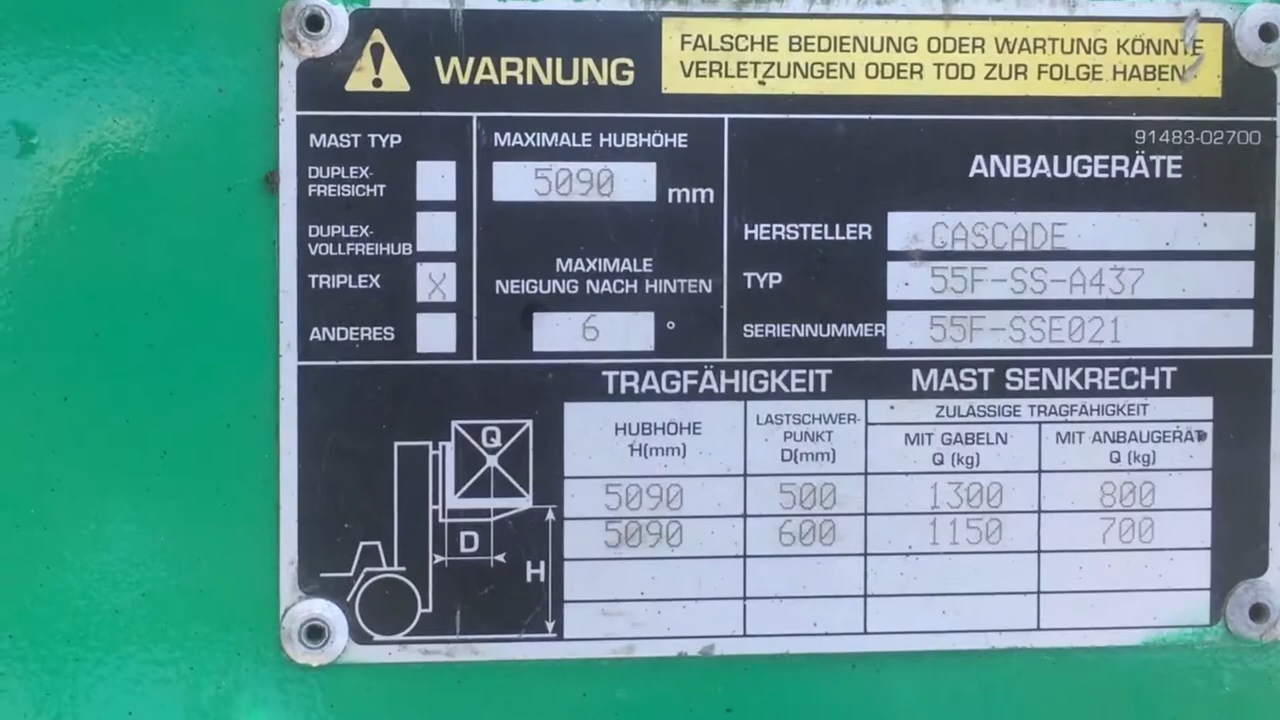 WARNUNG
FALSCHE BEDIENUNG ODER WARTUNG KÖNNTE
VERLETZUNGEN ODER TOD ZUR FOLGE HABEN
MAST TYP
DUPLEX-
FREISICHT
DUPLEX-
VOLLFREIHUB
TRIPLEX X
ANDERES
MAXIMALE HUBHÖHE
5090 mm
MAXIMALE
NEIGUNG NACH HINTEN
6 °
91483-02700
ANBAUGERÄTE
HERSTELLER CASCADE
TYP 55F-SS-A437
SERIENNUMMER 55F-SSE021
TRAGFÄHIGKEIT MAST SENKRECHT
HUBHÖHE
H(mm)
LASTSCHWER-
PUNKT
D(mm)
ZULÄSSIGE TRAGFÄHIGKEIT
MIT GABELN
Q (kg)
MIT ANBAUGERÄT
Q (kg)
5090 500 1300 800
5090 600 1150 700
Q
D
H